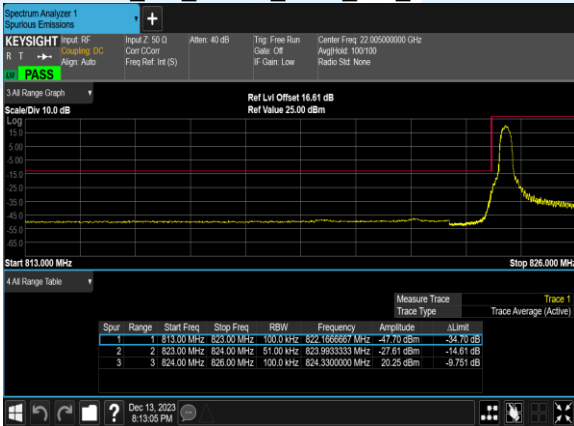 Spectrum Analyzer 1
Spurious Emissions
KEYSIGHT Input: RF Input Z: 50 Ω Atten: 40 dB Trig: Free Run Center Freq: 22.005000000 GHz
R T Coupling: DC Corr CCorr Gate: Off Avg|Hold: 100/100
Align: Auto Freq Ref: Int (S) IF Gain: Low Radio Std: None
PASS
3 All Range Graph
Ref Lvl Offset 16.61 dB
Scale/Div 10.0 dB Ref Value 25.00 dBm
Log
15.0
5.00
-5.00
-15.0
-25.0
-35.0
-45.0
-55.0
-65.0
Start 813.000 MHz Stop 826.000 MHz
4 All Range Table
Measure Trace Trace 1
Trace Type Trace Average (Active)
Spur Range Start Freq Stop Freq RBW Frequency Amplitude ΔLimit
1 1 813.00 MHz 823.00 MHz 100.0 kHz 822.1666667 MHz -47.70 dBm -34.70 dB
2 2 823.00 MHz 824.00 MHz 51.00 kHz 823.9933333 MHz -27.61 dBm -14.61 dB
3 3 824.00 MHz 826.00 MHz 100.0 kHz 824.3300000 MHz 20.25 dBm -9.751 dB
Dec 13, 2023
8:13:05 PM